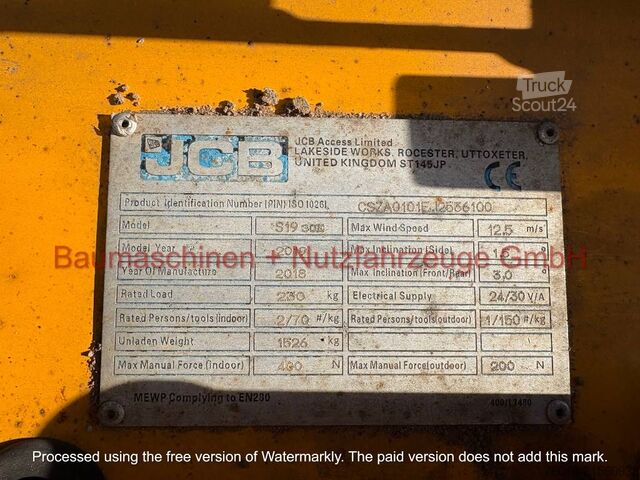 Truck
Scout24
JCB
JCB Access Limited
LAKESIDE WORKS, ROCESTER, UTTOXETER,
UNITED KINGDOM ST145JP
CE
Product Identification Number (PIN) ISO 10261
Model S1930E Max Wind Speed 12.5 m/s
Model Year Max Inclination (Side) °
Baumaschinen + Nutzfahrzeuge GmbH
Year Of Manufacture 2018 Max Inclination (Front/Rear) 3.0 °
Rated Load 230 kg Electrical Supply 24/30 V/A
Rated Persons/tools (indoor) 2/70 #/kg Rated Persons/tools(outdoor) 1/150 #/kg
Unladen Weight 1526 kg
Max Manual Force.(indoor) 400 N Max Manual Force(outdoor) 200 N
MEWP Complying to EN280
Processed using the free version of Watermarkly. The paid version does not add this mark.